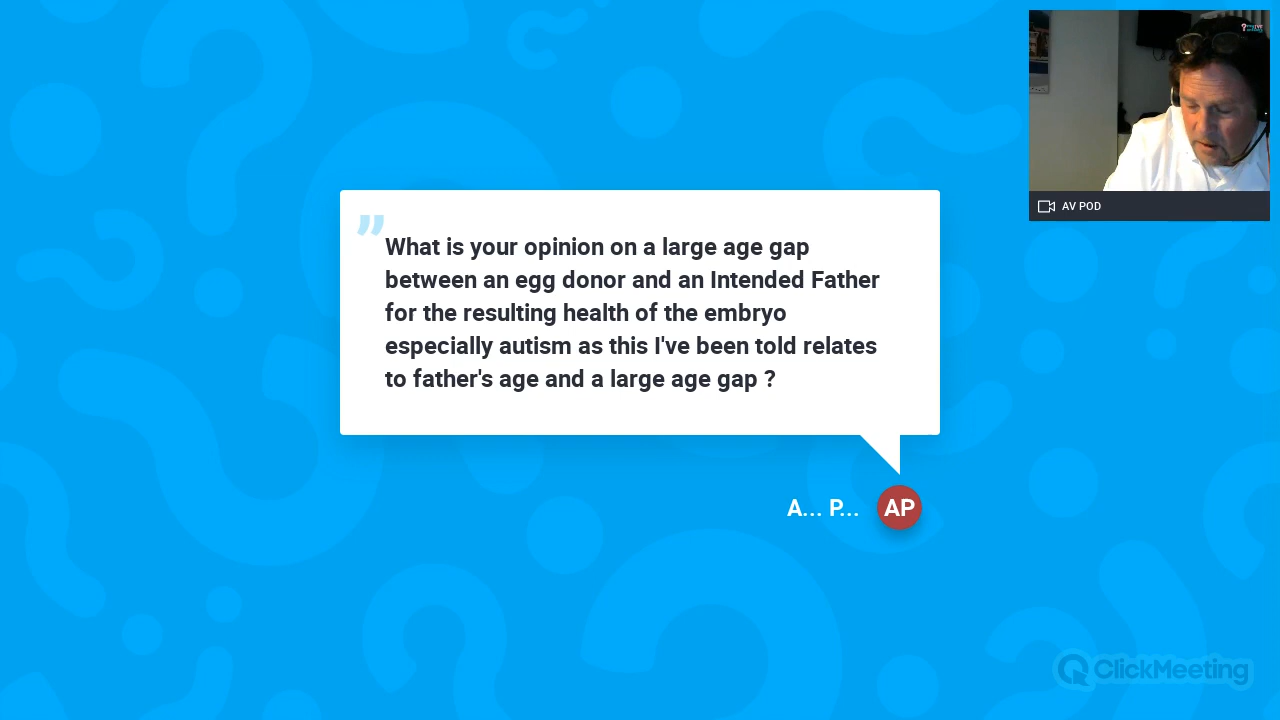 What is your opinion on a large age gap
between an egg donor and an Intended Father
for the resulting health of the embryo
especially autism as this I've been told relates
to father's age and a large age gap ?
A... P...
AP
AV POD
ClickMeeting